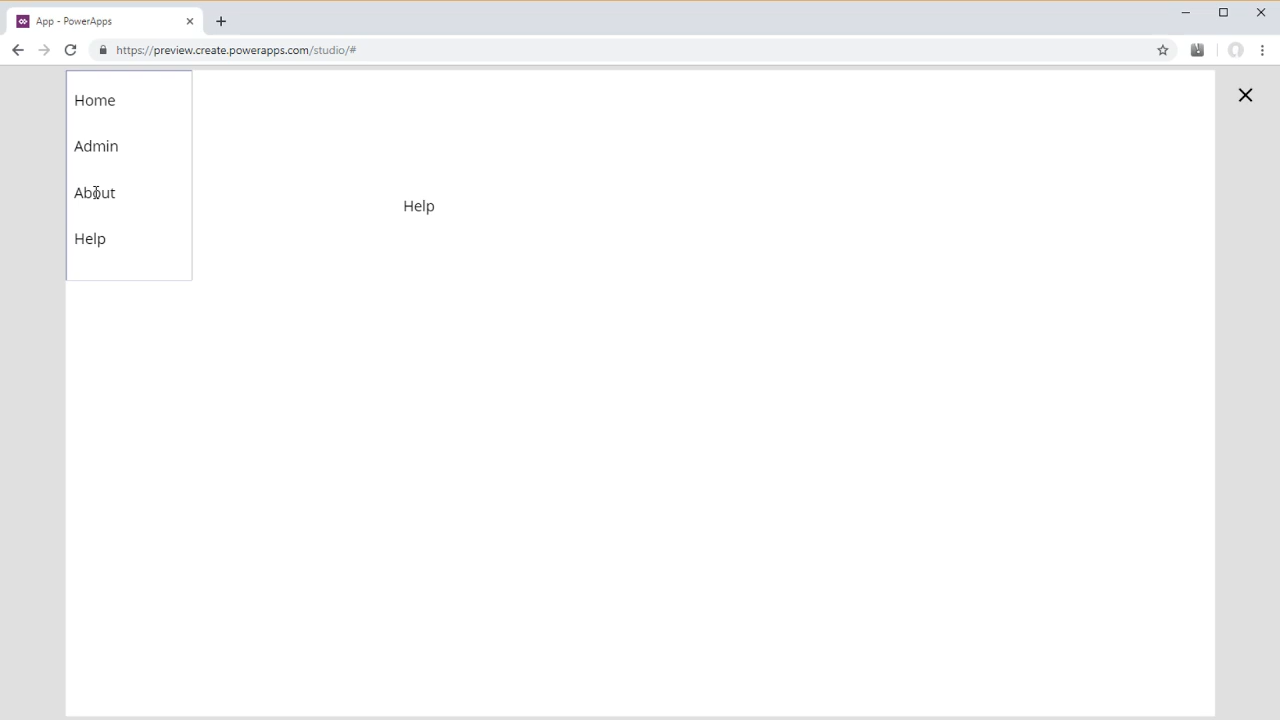 App - PowerApps
https://preview.create.powerapps.com/studio/#
Home
Admin
About
Help
Help